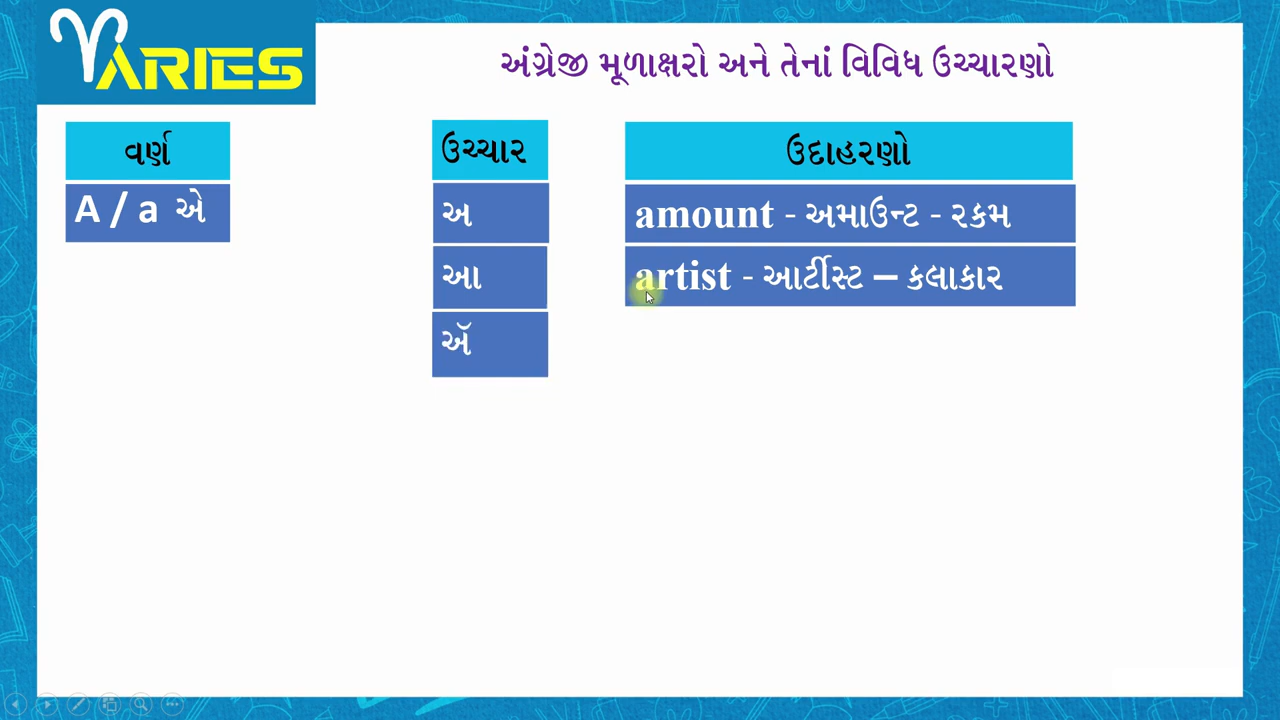 ARIES
અંગ્રેજી મૂળાક્ષરો અને તેનાં વિવિધ ઉચ્ચારણો
વર્ણ ઉચ્ચાર ઉદાહરણો
A / a એ અ amount - અમાઉન્ટ - રકમ
આ artist - આર્ટીસ્ટ – કલાકાર
ઍ